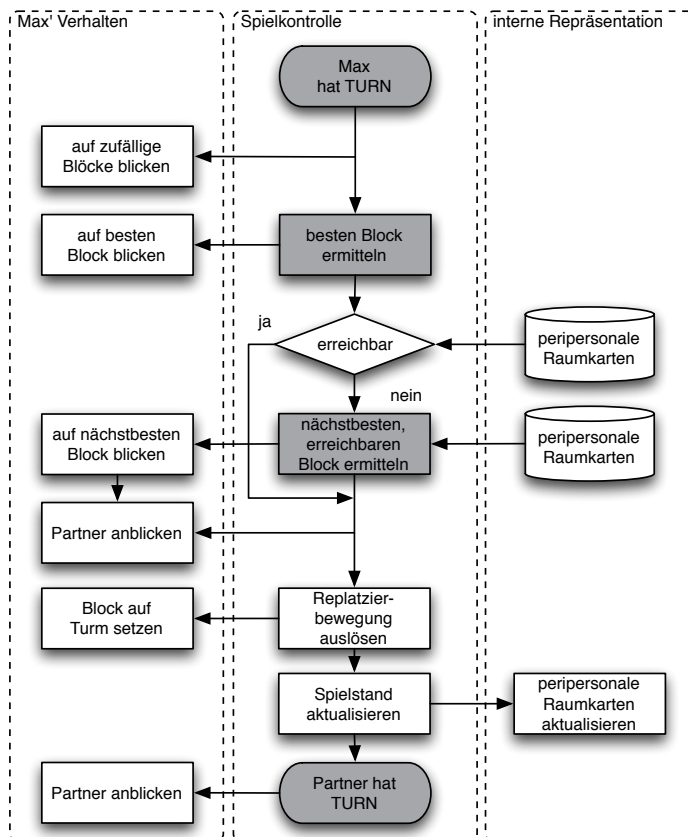 Max' Verhalten
Spielkontrolle
interne Repräsentation
Max
hat TURN
auf zufällige
Blöcke blicken
auf besten
Block blicken
besten Block
ermitteln
ja
erreichbar
peripersonale
Raumkarten
nein
auf nächstbesten
Block blicken
nächstbesten,
erreichbaren
Block ermitteln
peripersonale
Raumkarten
Partner anblicken
Block auf
Turm setzen
Replatzier-
bewegung
auslösen
Spielstand
aktualisieren
peripersonale
Raumkarten
aktualisieren
Partner anblicken
Partner hat
TURN